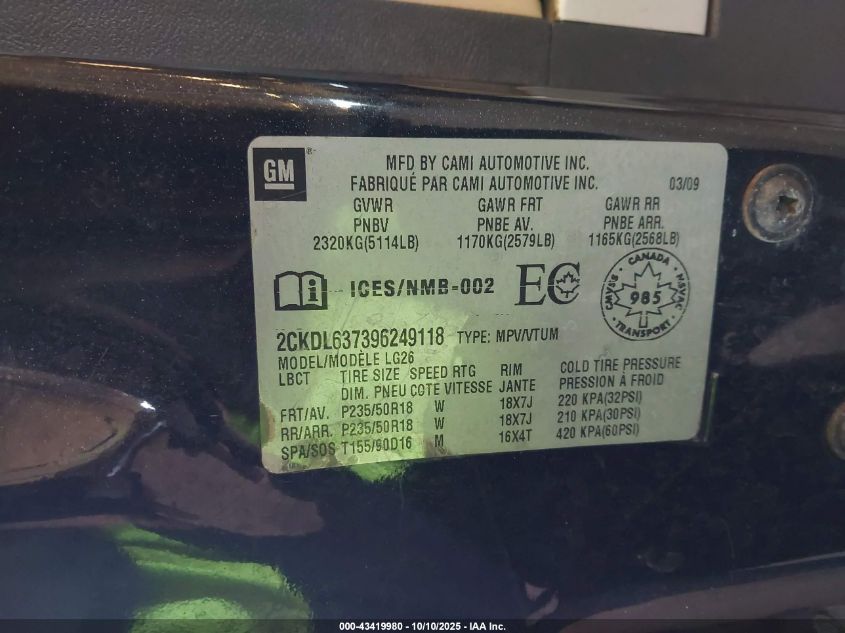 GM
MFD BY CAMI AUTOMOTIVE INC.
FABRIQUÉ PAR CAMI AUTOMOTIVE INC. 03/09
GVWR GAWR FRT GAWR RR
PNBV PNBE AV. PNBE ARR.
2320KG(5114LB) 1170KG(2579LB) 1165KG(2568LB)
i ICES/NMB-002 EC
CANADA
CMVSS NSVAC
985
TRANSPORT
2CKDL637396249118 TYPE: MPV/VTUM
MODEL/MODÈLE LG26
LBCT TIRE SIZE SPEED RTG RIM COLD TIRE PRESSURE
DIM. PNEU COTE VITESSE JANTE PRESSION À FROID
FRT/AV. P235/50R18 W 18X7J 220 KPA(32PSI)
RR/ARR. P235/50R18 W 18X7J 210 KPA(30PSI)
SPA/SOS T155/90D16 M 16X4T 420 KPA(60PSI)
000-43419980 - 10/10/2025 - IAA Inc.